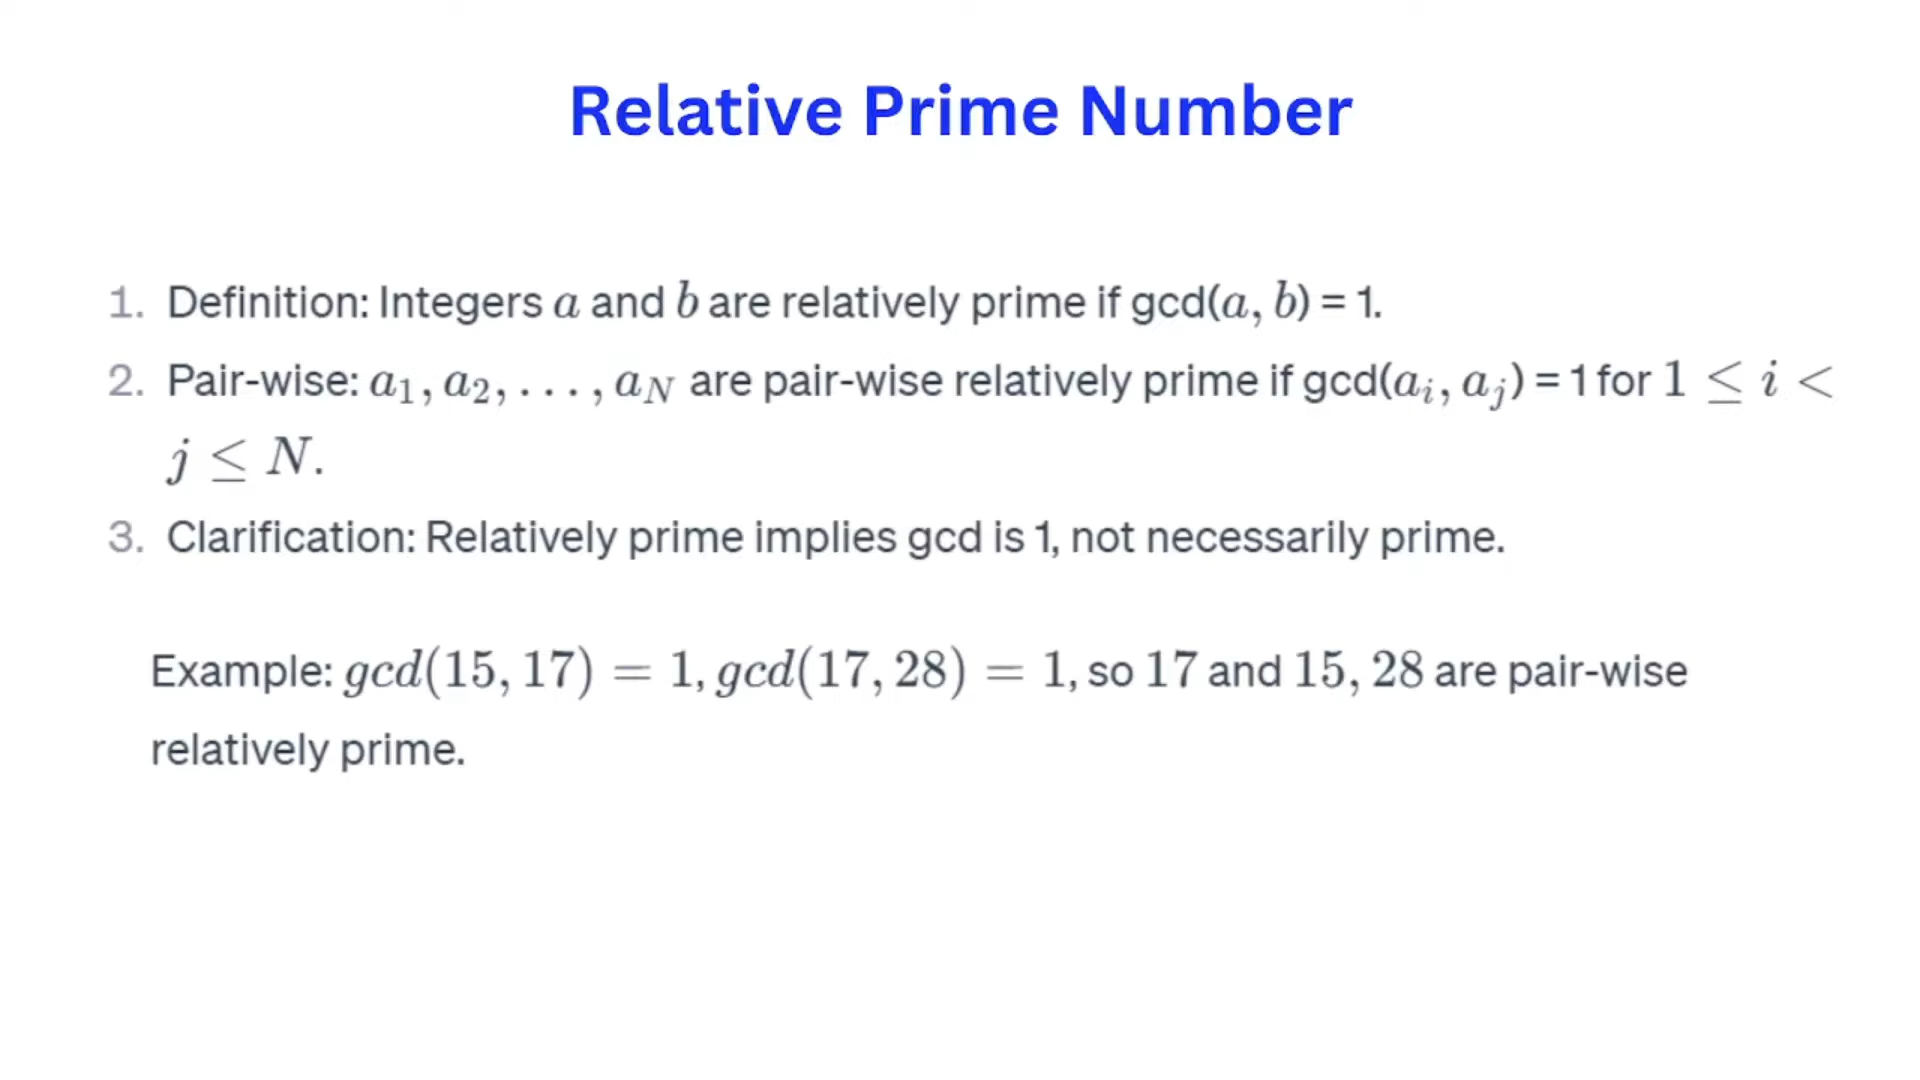 Relative Prime Number
1. Definition: Integers a and b are relatively prime if gcd(a, b) = 1.
2. Pair-wise: a₁, a₂, . . . , a_N are pair-wise relatively prime if gcd(a_i, a_j) = 1 for 1 ≤ i <
j ≤ N.
3. Clarification: Relatively prime implies gcd is 1, not necessarily prime.
Example: gcd(15, 17) = 1, gcd(17, 28) = 1, so 17 and 15, 28 are pair-wise
relatively prime.